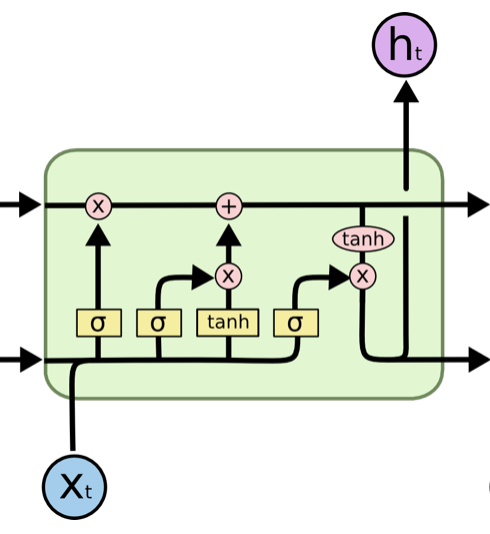 ht
x +
tanh
x x
σ σ tanh σ
xt